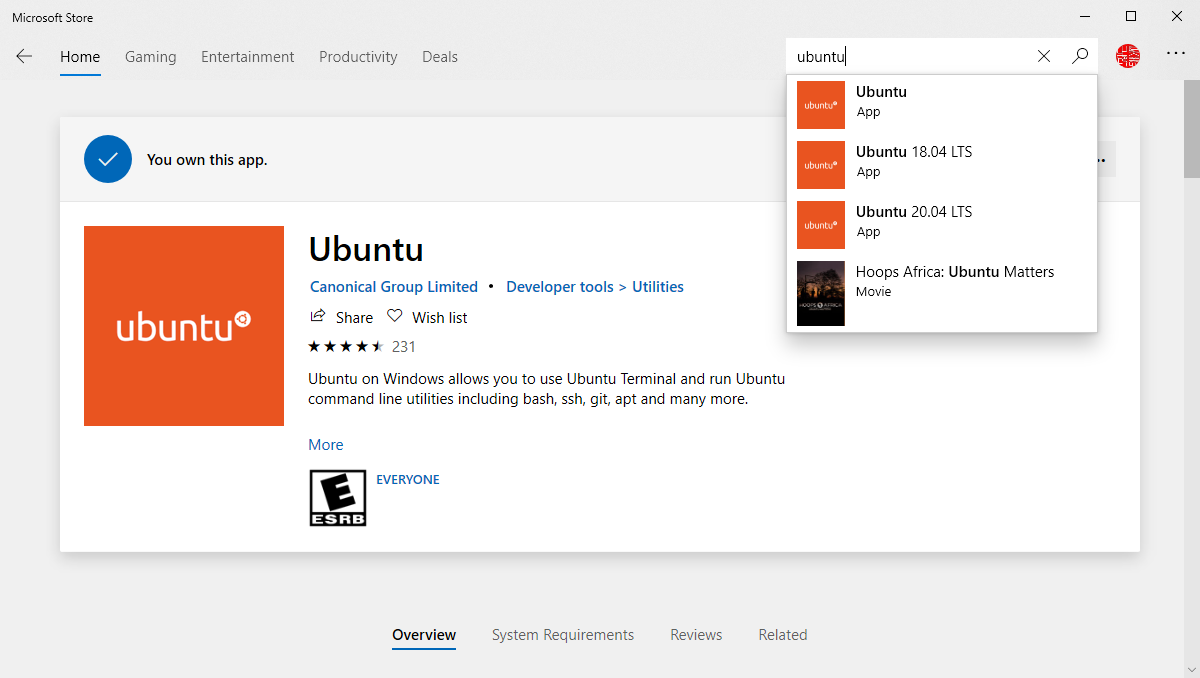 Microsoft Store
Home Gaming Entertainment Productivity Deals
ubuntu
Ubuntu
App
Ubuntu 18.04 LTS
App
Ubuntu 20.04 LTS
App
Hoops Africa: Ubuntu Matters
Movie
ubuntu
ubuntu
ubuntu
HOOPS AFRICA
You own this app.
ubuntu
Ubuntu
Canonical Group Limited • Developer tools > Utilities
Share Wish list
231
Ubuntu on Windows allows you to use Ubuntu Terminal and run Ubuntu
command line utilities including bash, ssh, git, apt and many more.
More
E
ESRB
EVERYONE
Overview System Requirements Reviews Related